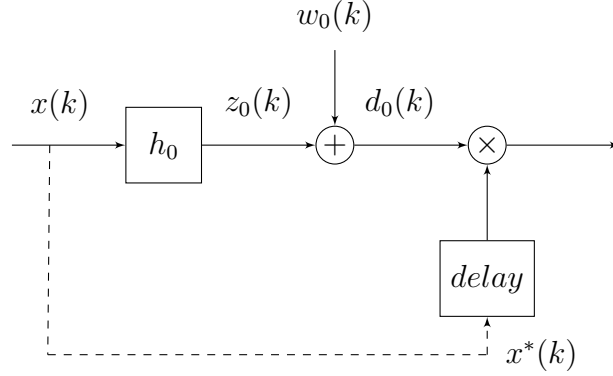 w₀(k)
x(k)
z₀(k)
d₀(k)
h₀
+
×
delay
x*(k)